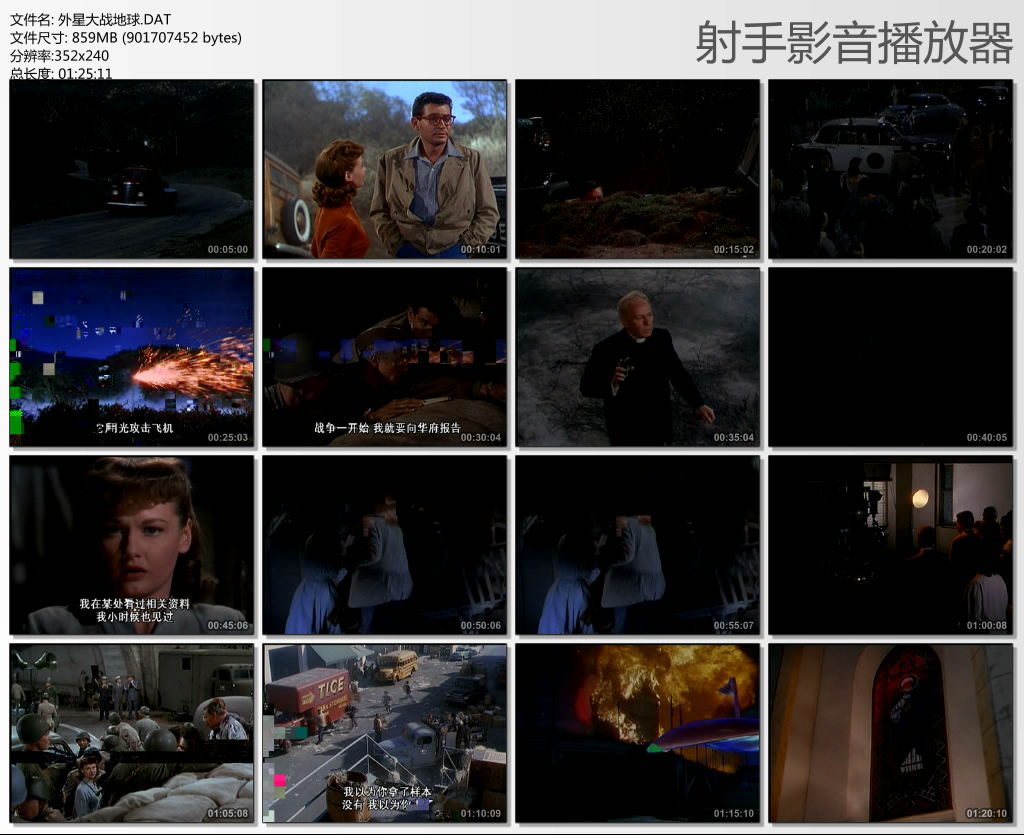 文件名: 外星大战地球.DAT
文件尺寸: 859MB (901707452 bytes)
分辨率:352x240
总长度: 01:25:11
射手影音播放器
00:05:00
00:10:01
00:15:02
00:20:02
光攻击飞机
00:25:03
战争一开始 我就要向华府报告
00:30:04
00:35:04
00:40:05
我在某处看过相关资料
我小时候也见过
00:45:06
00:50:06
00:55:07
01:00:08
01:05:08
TICE
我以为你拿了样本
没有 我以为你
01:10:09
01:15:10
01:20:10